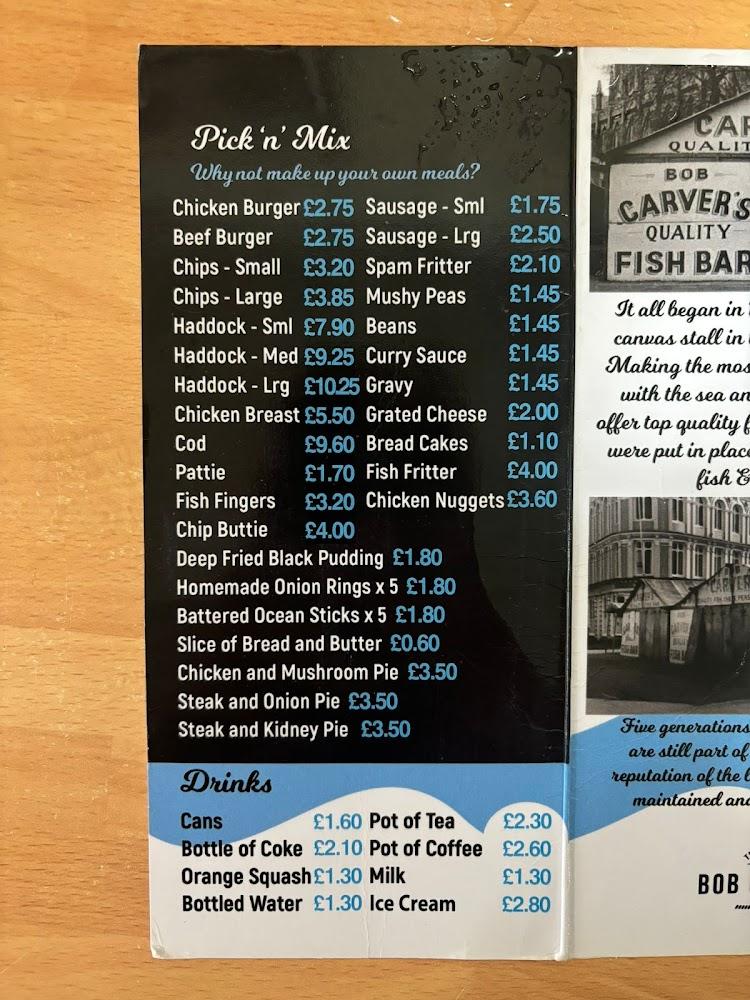 Pick 'n' Mix
Why not make up your own meals?
Chicken Burger £2.75 Sausage - Sml £1.75
Beef Burger £2.75 Sausage - Lrg £2.50
Chips - Small £3.20 Spam Fritter £2.10
Chips - Large £3.85 Mushy Peas £1.45
Haddock - Sml £7.90 Beans £1.45
Haddock - Med £9.25 Curry Sauce £1.45
Haddock - Lrg £10.25 Gravy £1.45
Chicken Breast £5.50 Grated Cheese £2.00
Cod £9.60 Bread Cakes £1.10
Pattie £1.70 Fish Fritter £4.00
Fish Fingers £3.20 Chicken Nuggets £3.60
Chip Buttie £4.00
Deep Fried Black Pudding £1.80
Homemade Onion Rings x 5 £1.80
Battered Ocean Sticks x 5 £1.80
Slice of Bread and Butter £0.60
Chicken and Mushroom Pie £3.50
Steak and Onion Pie £3.50
Steak and Kidney Pie £3.50
Drinks
Cans £1.60 Pot of Tea £2.30
Bottle of Coke £2.10 Pot of Coffee £2.60
Orange Squash £1.30 Milk £1.30
Bottled Water £1.30 Ice Cream £2.80
BOB
CARVER'S
QUALITY
FISH BAR
It all began in
canvas stall in
Making the mos
with the sea an
offer top quality f
were put in place
fish &
Five generations
are still part of
reputation of the
maintained and
BOB